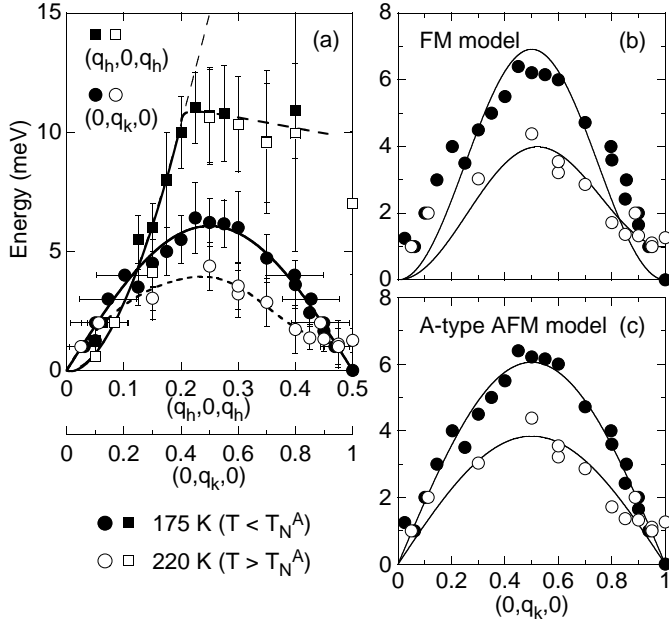 15
(a)
(q_h,0,q_h)
(0,q_k,0)
10
Energy (meV)
5
0
0 0.1 0.2 0.3 0.4 0.5
(q_h,0,q_h)
0 0.2 0.4 0.6 0.8 1
(0,q_k,0)
175 K (T < T_N^A)
220 K (T > T_N^A)
8
FM model (b)
6
4
2
0
8
A-type AFM model (c)
6
4
2
0
0 0.2 0.4 0.6 0.8 1
(0,q_k,0)